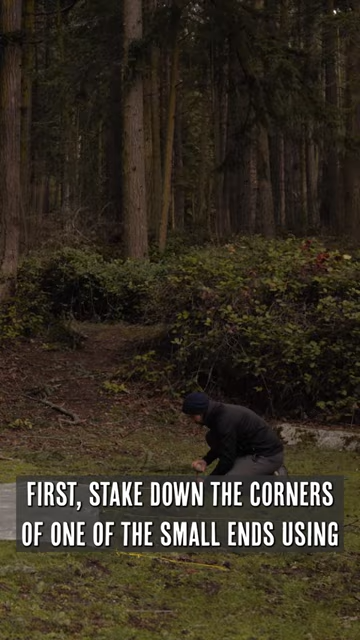 FIRST, STAKE DOWN THE CORNERS
OF ONE OF THE SMALL ENDS USING